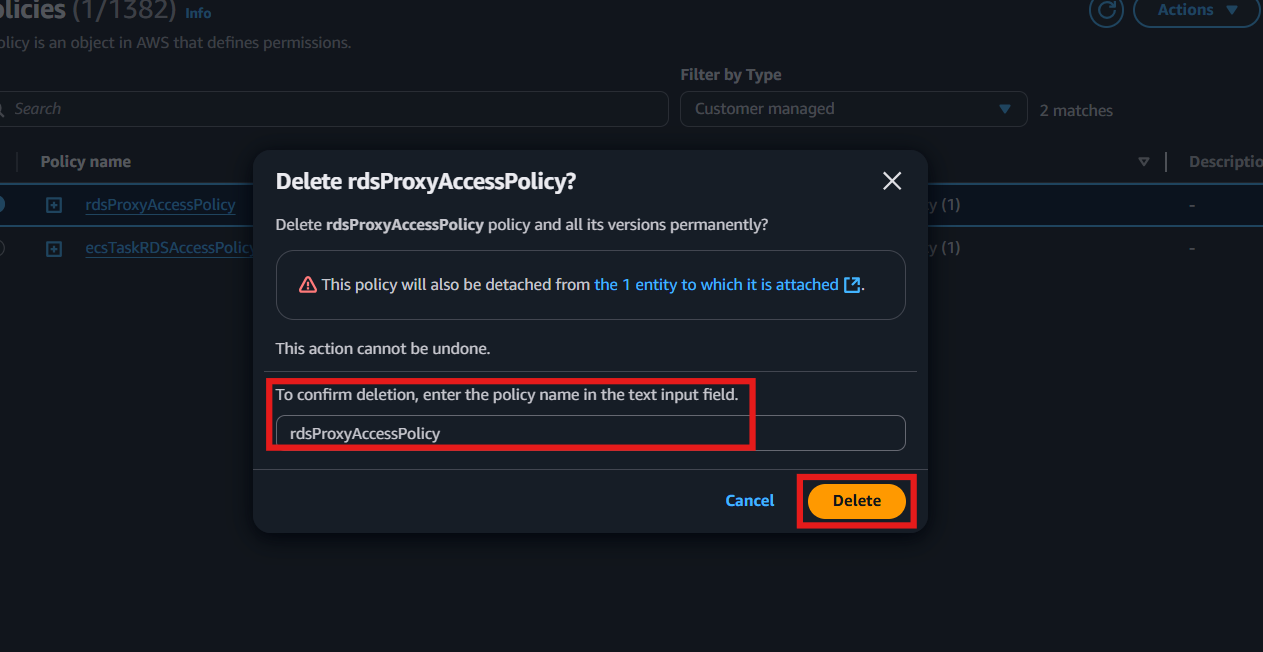 olicies (1/1382) Info
Actions
olicy is an object in AWS that defines permissions.
Filter by Type
Search
Customer managed
2 matches
Policy name
Descriptio
Delete rdsProxyAccessPolicy?
rdsProxyAccessPolicy
y (1)
-
Delete rdsProxyAccessPolicy policy and all its versions permanently?
ecsTaskRDSAccessPolicy
y (1)
-
This policy will also be detached from the 1 entity to which it is attached.
This action cannot be undone.
To confirm deletion, enter the policy name in the text input field.
rdsProxyAccessPolicy
Cancel
Delete